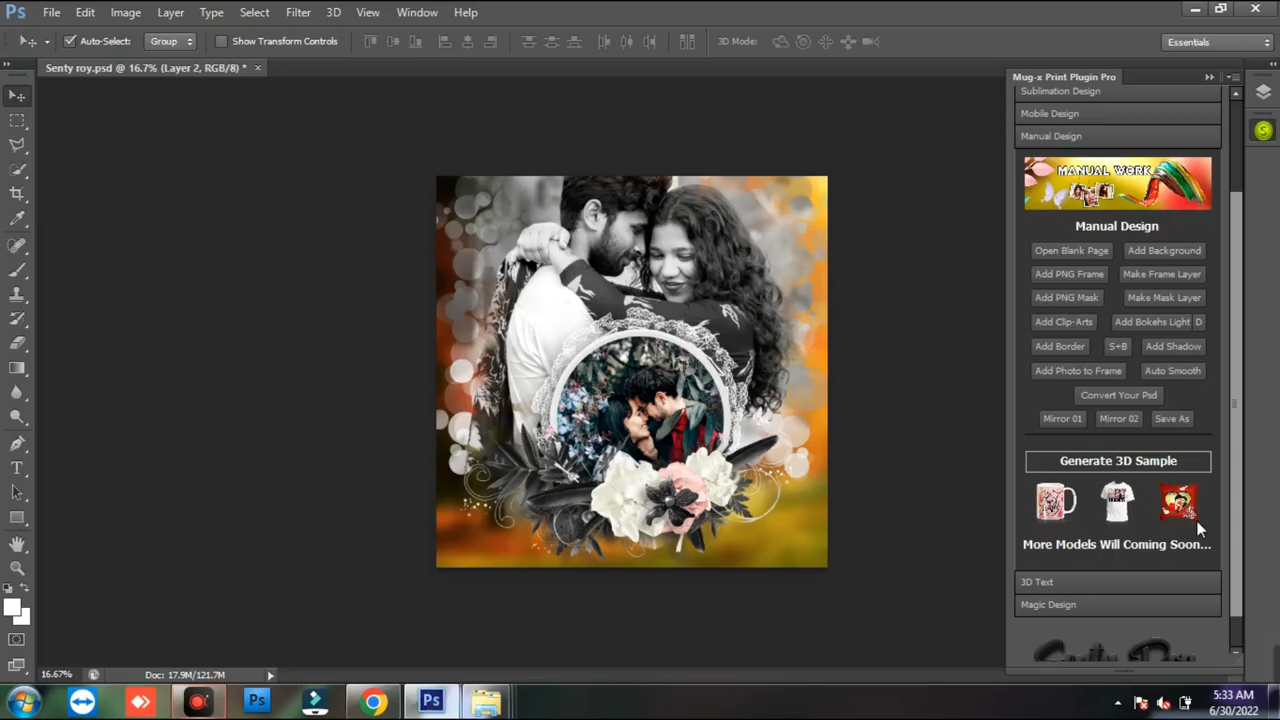 Ps File Edit Image Layer Type Select Filter 3D View Window Help
Auto-Select: Group Show Transform Controls 3D Mode: Essentials
Senty roy.psd @ 16.7% (Layer 2, RGB/8) *
Mug-x Print Plugin Pro
Sublimation Design
Mobile Design
Manual Design
MANUAL WORK
Manual Design
Open Blank Page Add Background
Add PNG Frame Make Frame Layer
Add PNG Mask Make Mask Layer
Add Clip-Arts Add Bokehs Light D
Add Border S+B Add Shadow
Add Photo to Frame Auto Smooth
Convert Your Psd
Mirror 01 Mirror 02 Save As
Generate 3D Sample
More Models Will Coming Soon...
3D Text
Magic Design
16.67% Doc: 17.9M/121.7M
Ps Ps
5:33 AM
6/30/2022